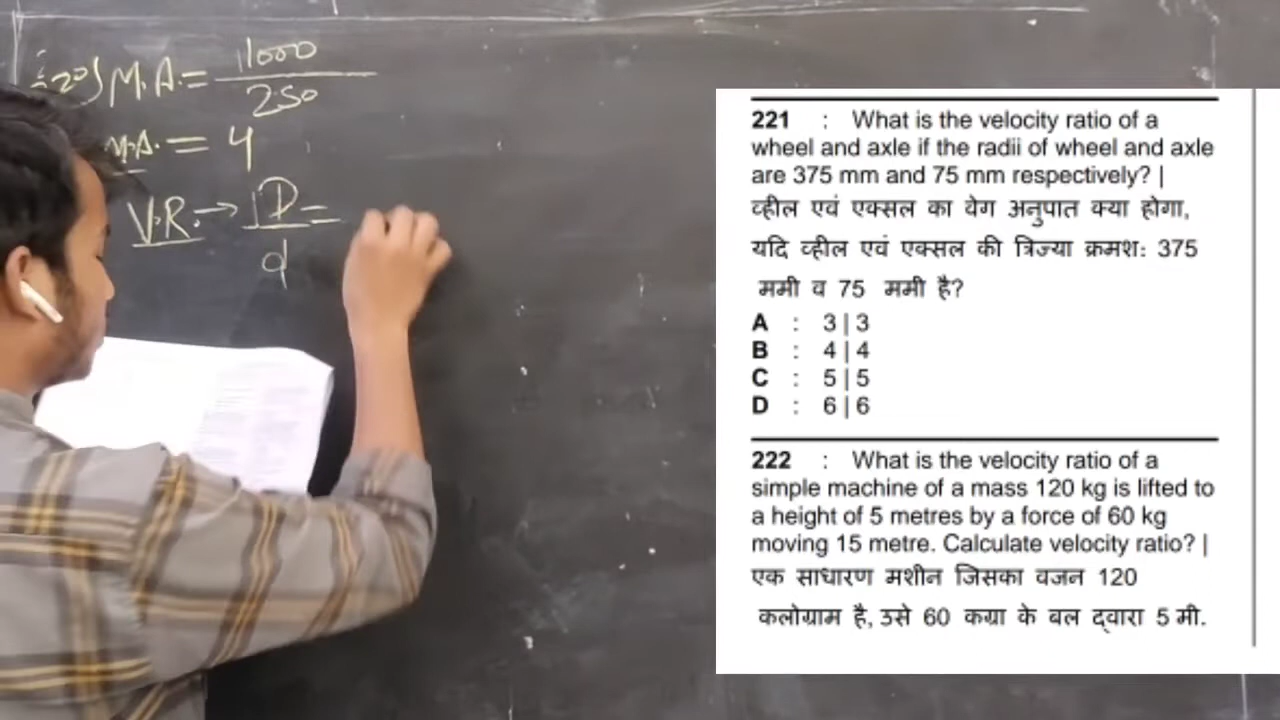 M.A. = 1000
250
M.A. = 4
V.R. → D =
d
221 : What is the velocity ratio of a
wheel and axle if the radii of wheel and axle
are 375 mm and 75 mm respectively? |
व्हील एवं एक्सल का वेग अनुपात क्या होगा,
यदि व्हील एवं एक्सल की त्रिज्या क्रमशः 375
ममी व 75 ममी है?
A : 3 | 3
B : 4 | 4
C : 5 | 5
D : 6 | 6
222 : What is the velocity ratio of a
simple machine of a mass 120 kg is lifted to
a height of 5 metres by a force of 60 kg
moving 15 metre. Calculate velocity ratio? |
एक साधारण मशीन जिसका वजन 120
कलोग्राम है, उसे 60 कग्रा के बल द्वारा 5 मी.